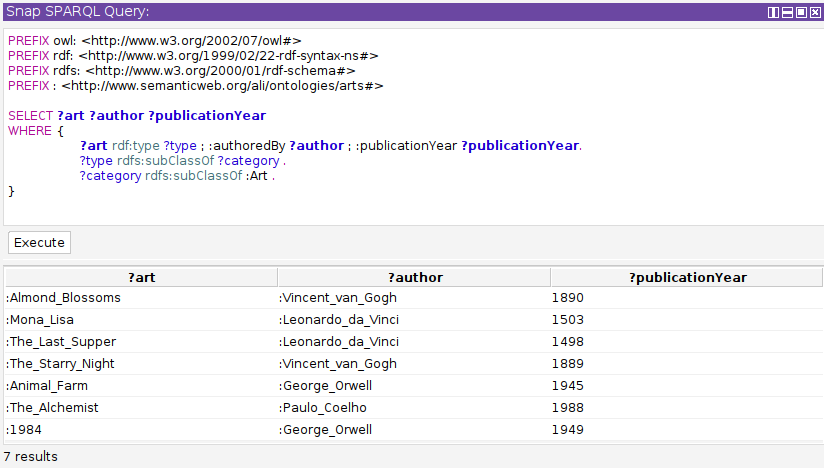 Snap SPARQL Query:
PREFIX owl: <http://www.w3.org/2002/07/owl#>
PREFIX rdf: <http://www.w3.org/1999/02/22-rdf-syntax-ns#>
PREFIX rdfs: <http://www.w3.org/2000/01/rdf-schema#>
PREFIX : <http://www.semanticweb.org/ali/ontologies/arts#>
SELECT ?art ?author ?publicationYear
WHERE {
?art rdf:type ?type ; :authoredBy ?author ; :publicationYear ?publicationYear.
?type rdfs:subClassOf ?category .
?category rdfs:subClassOf :Art .
}
Execute
?art ?author ?publicationYear
:Almond_Blossoms :Vincent_van_Gogh 1890
:Mona_Lisa :Leonardo_da_Vinci 1503
:The_Last_Supper :Leonardo_da_Vinci 1498
:The_Starry_Night :Vincent_van_Gogh 1889
:Animal_Farm :George_Orwell 1945
:The_Alchemist :Paulo_Coelho 1988
:1984 :George_Orwell 1949
7 results